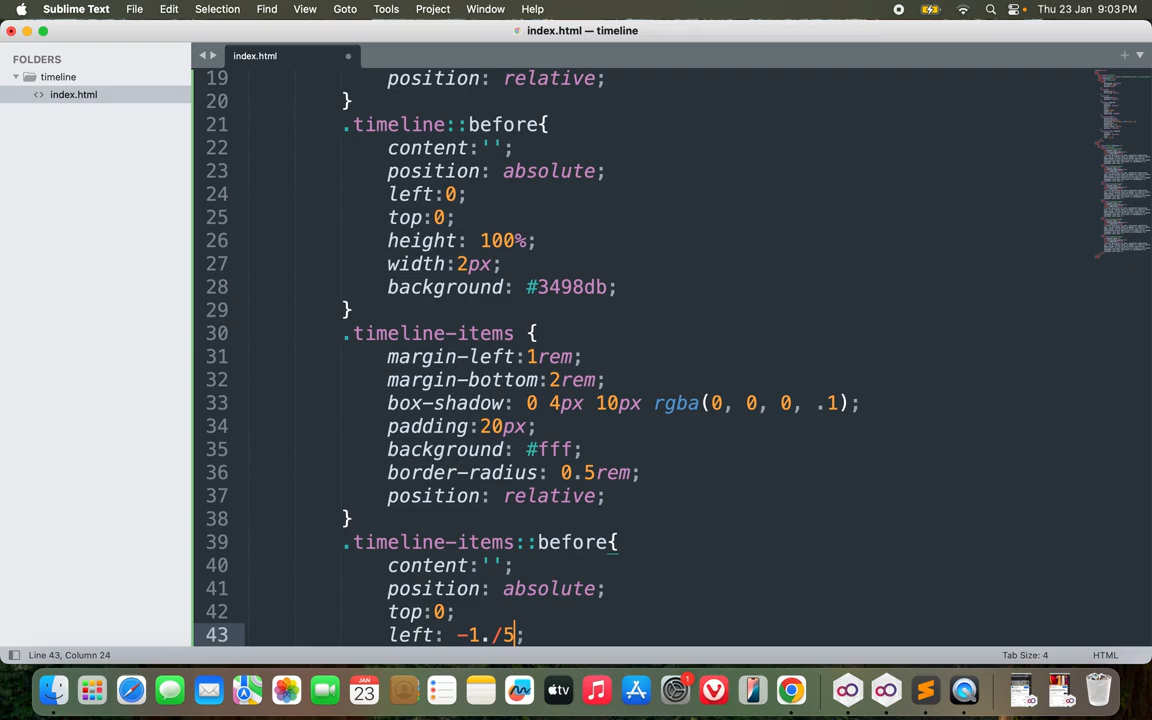 Sublime Text File Edit Selection Find View Goto Tools Project Window Help Thu 23 Jan 9:03 PM
index.html — timeline
FOLDERS
timeline
index.html
index.html
19 position: relative;
20 }
21 .timeline::before{
22 content:'';
23 position: absolute;
24 left:0;
25 top:0;
26 height: 100%;
27 width:2px;
28 background: #3498db;
29 }
30 .timeline-items {
31 margin-left:1rem;
32 margin-bottom:2rem;
33 box-shadow: 0 4px 10px rgba(0, 0, 0, .1);
34 padding:20px;
35 background: #fff;
36 border-radius: 0.5rem;
37 position: relative;
38 }
39 .timeline-items::before{
40 content:'';
41 position: absolute;
42 top:0;
43 left: -1./5;
Line 43, Column 24 Tab Size: 4 HTML
JAN
23
tv
1